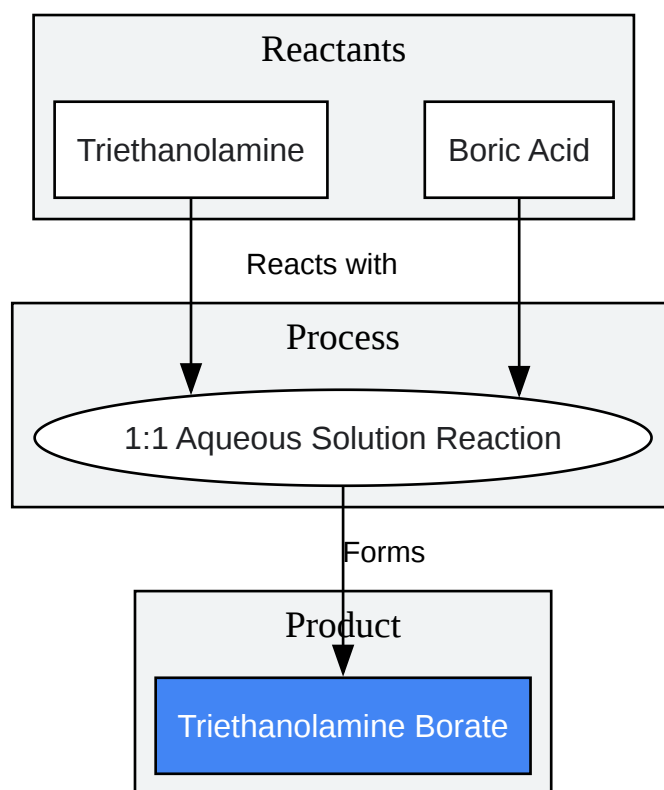 Reactants
Triethanolamine
Boric Acid
Reacts with
Process
1:1 Aqueous Solution Reaction
Forms
Product
Triethanolamine Borate